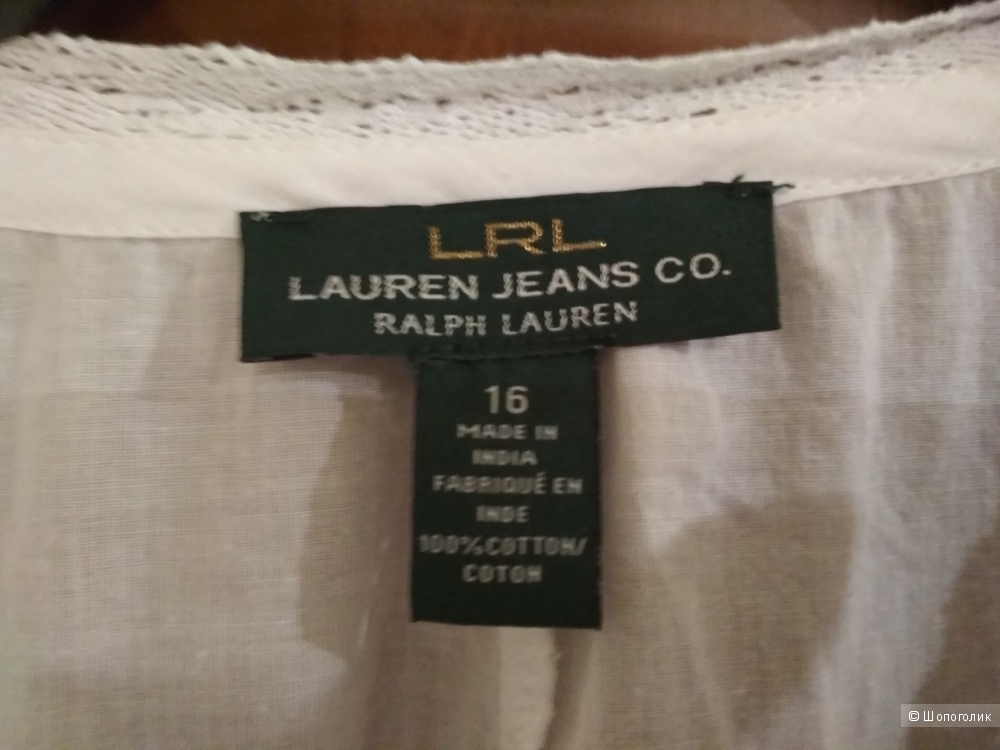 LRL
LAUREN JEANS CO.
RALPH LAUREN
16
MADE IN
INDIA
FABRIQUÉ EN
INDE
100% COTTON/
COTON
© Шопоголик